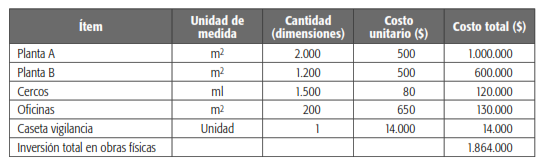 Ítem Unidad de medida Cantidad (dimensiones) Costo unitario ($) Costo total ($)
Planta A m² 2.000 500 1.000.000
Planta B m² 1.200 500 600.000
Cercos ml 1.500 80 120.000
Oficinas m² 200 650 130.000
Caseta vigilancia Unidad 1 14.000 14.000
Inversión total en obras físicas 1.864.000